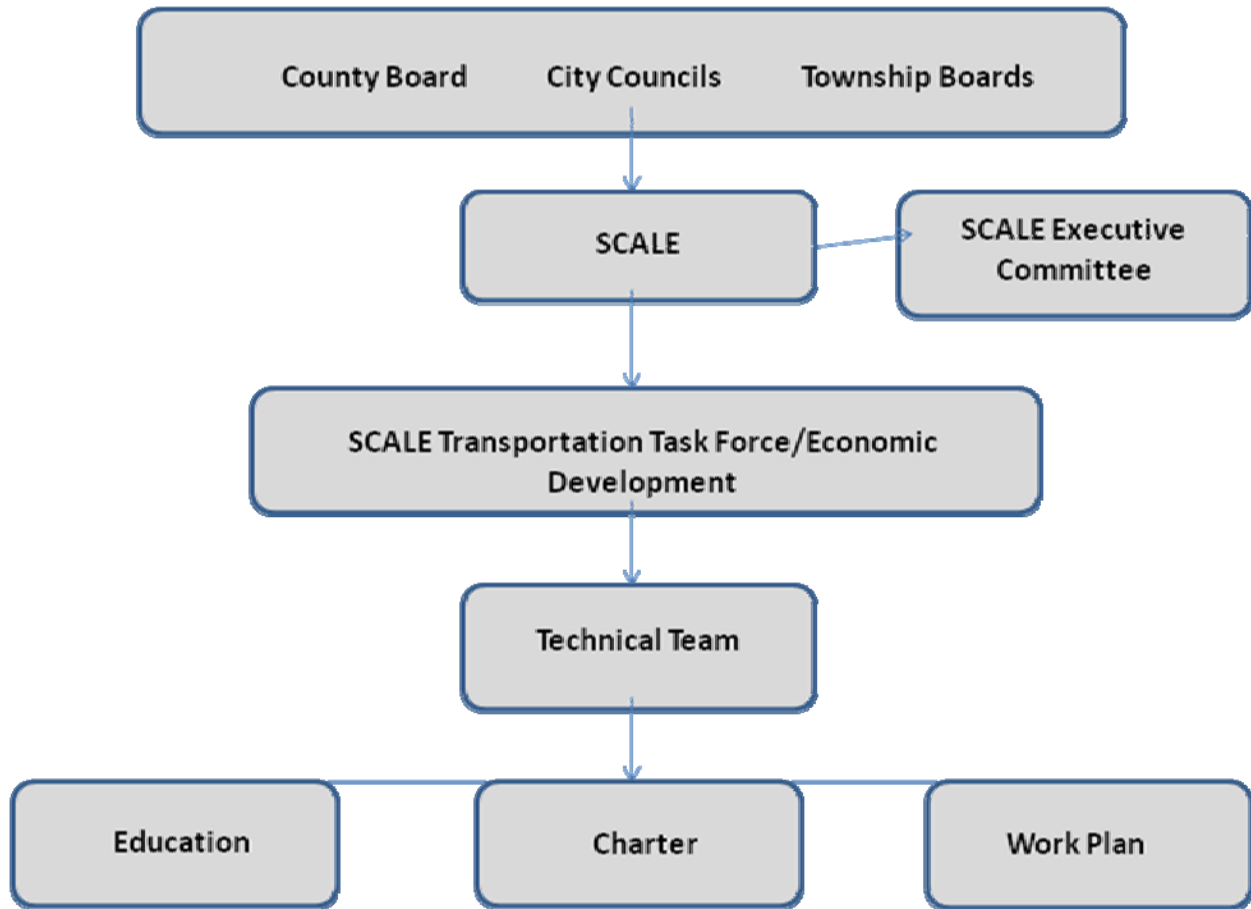 County Board City Councils Township Boards
SCALE
SCALE Executive
Committee
SCALE Transportation Task Force/Economic
Development
Technical Team
Education
Charter
Work Plan